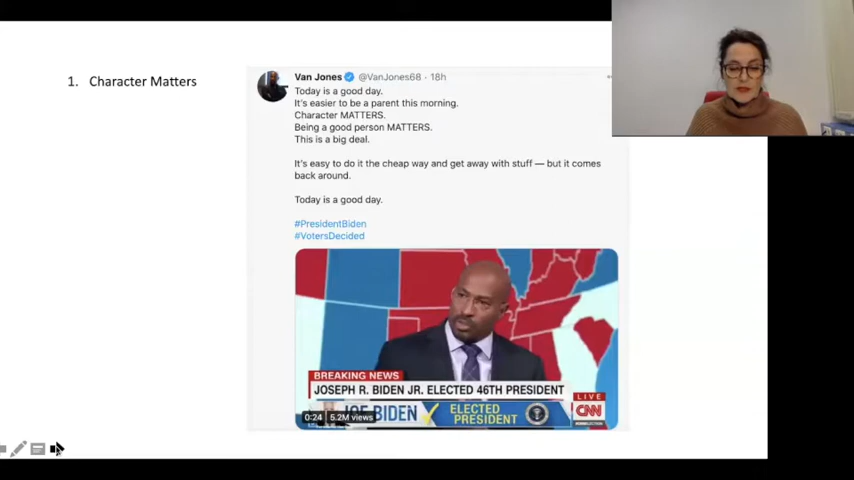 1. Character Matters
Van Jones @VanJones68 · 18h
Today is a good day.
It's easier to be a parent this morning.
Character MATTERS.
Being a good person MATTERS.
This is a big deal.
It's easy to do it the cheap way and get away with stuff — but it comes
back around.
Today is a good day.
#PresidentBiden
#VotersDecided
BREAKING NEWS
JOSEPH R. BIDEN JR. ELECTED 46TH PRESIDENT
LIVE
CNN
0:24 5.2M views
JOE BIDEN
ELECTED
PRESIDENT